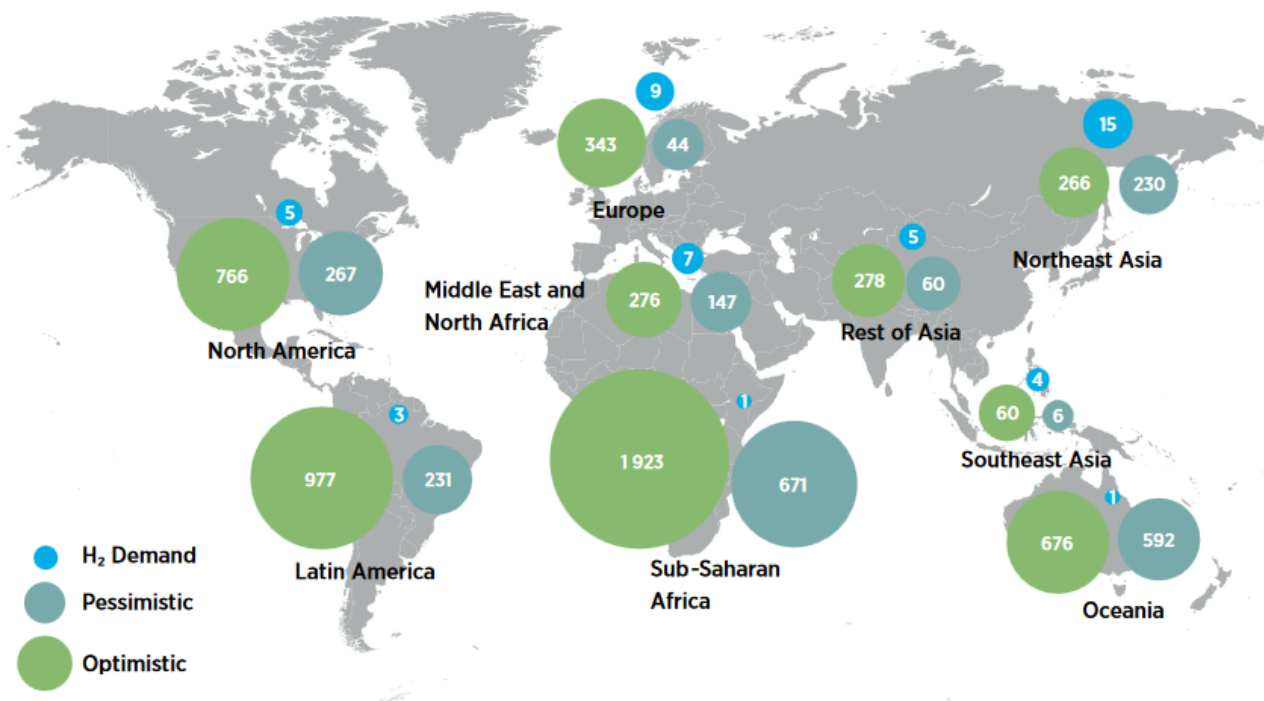 9
343
44
Europe
15
266
230
Northeast Asia
5
766
267
North America
7
276
147
Middle East and
North Africa
5
278
60
Rest of Asia
4
60
6
Southeast Asia
3
977
231
Latin America
1
1 923
671
Sub-Saharan
Africa
1
676
592
Oceania
H₂ Demand
Pessimistic
Optimistic